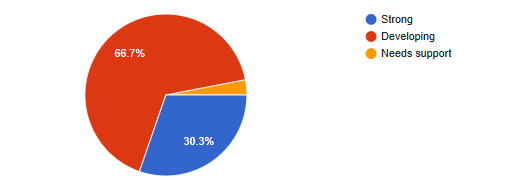 Strong
Developing
Needs support
66.7%
30.3%